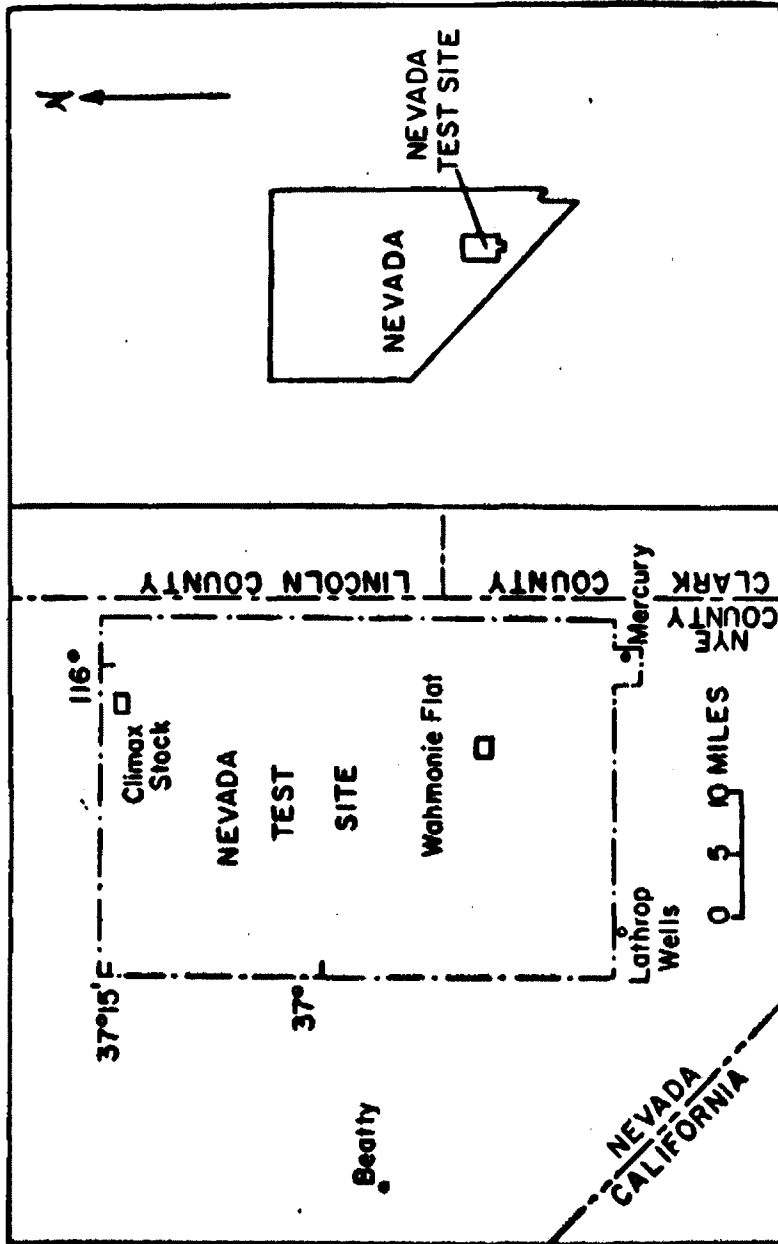 37°15'
116°
Climax
Stock
NEVADA
TEST
SITE
37°
Wahmonie Flat
Beatty
Lathrop
Wells
Mercury
LINCOLN COUNTY
CLARK COUNTY
NYE
COUNTY
0 5 10 MILES
NEVADA
CALIFORNIA
N
NEVADA
NEVADA
TEST SITE